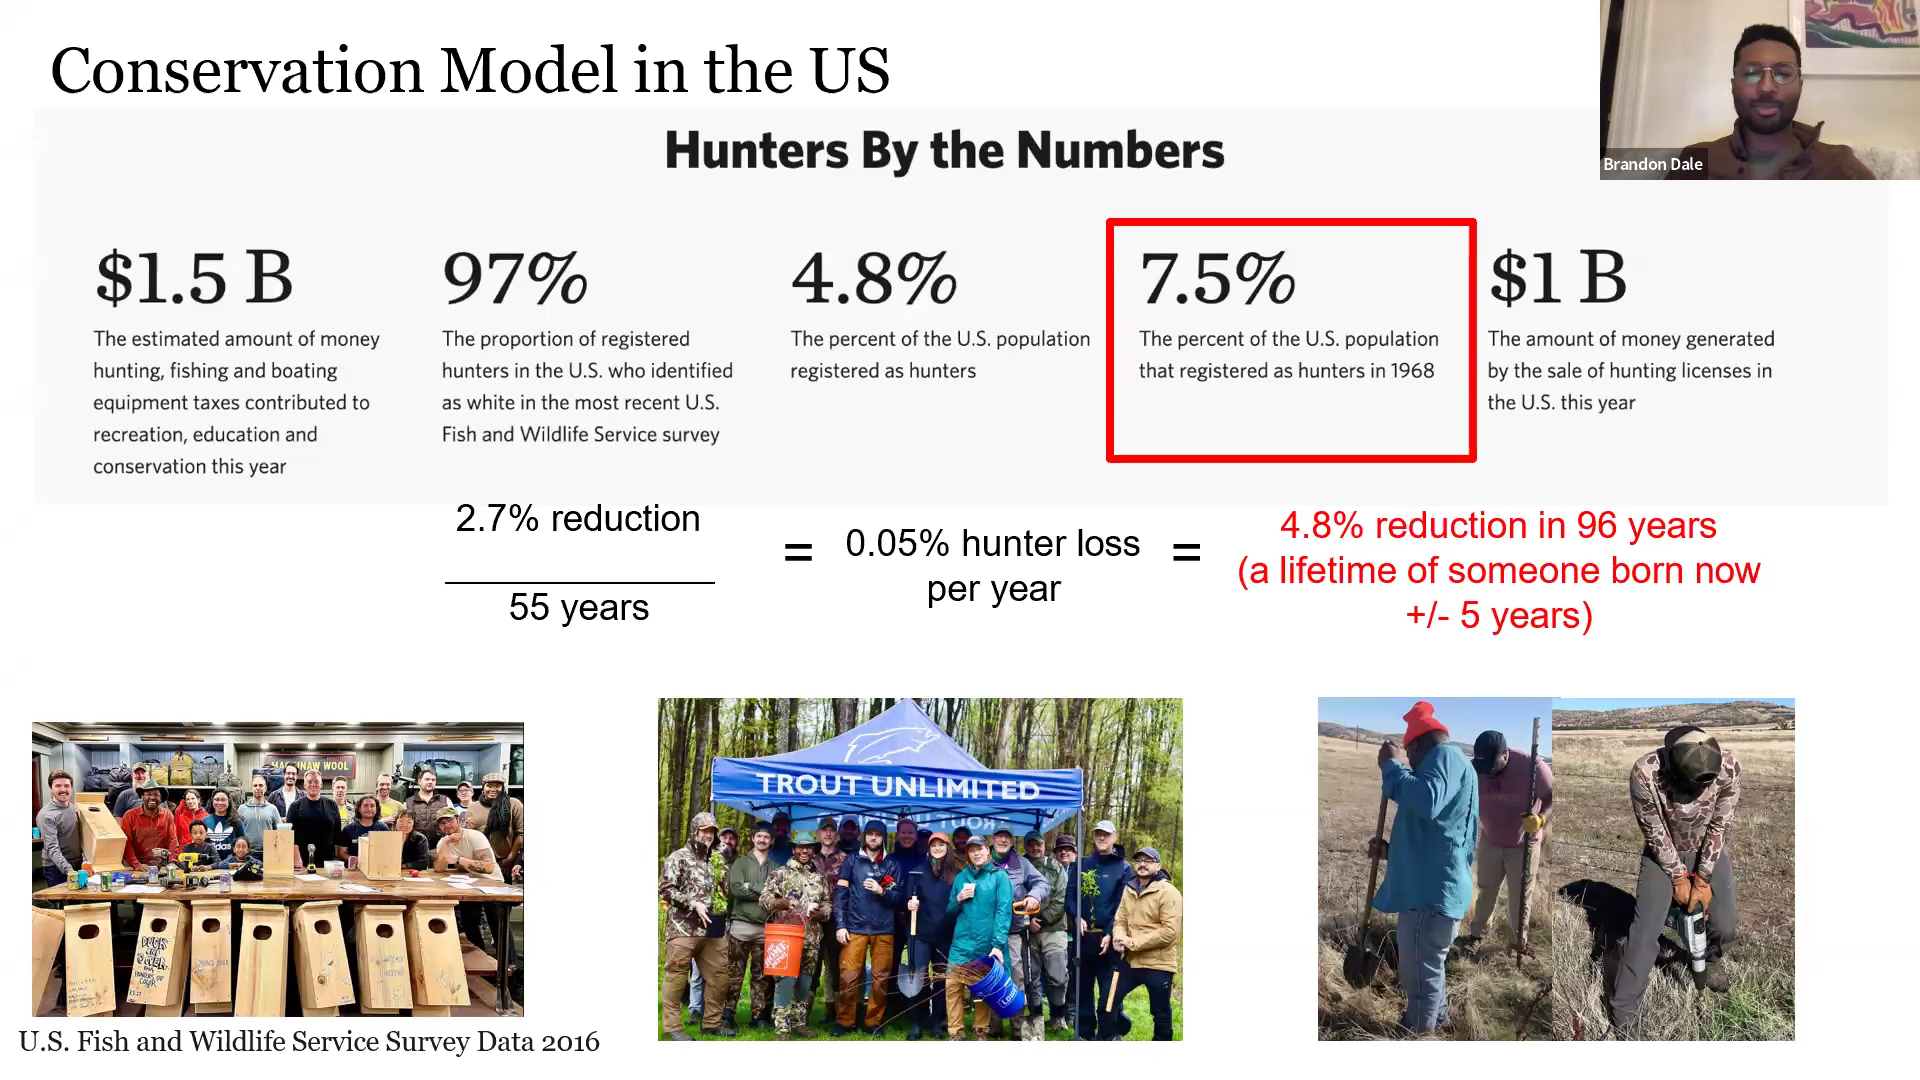 Conservation Model in the US
Brandon Dale
Hunters By the Numbers
$1.5 B
The estimated amount of money
hunting, fishing and boating
equipment taxes contributed to
recreation, education and
conservation this year
97%
The proportion of registered
hunters in the U.S. who identified
as white in the most recent U.S.
Fish and Wildlife Service survey
4.8%
The percent of the U.S. population
registered as hunters
7.5%
The percent of the U.S. population
that registered as hunters in 1968
$1 B
The amount of money generated
by the sale of hunting licenses in
the U.S. this year
2.7% reduction
55 years
=
0.05% hunter loss
per year
=
4.8% reduction in 96 years
(a lifetime of someone born now
+/- 5 years)
WOOL
adidas
TROUT UNLIMITED
U.S. Fish and Wildlife Service Survey Data 2016